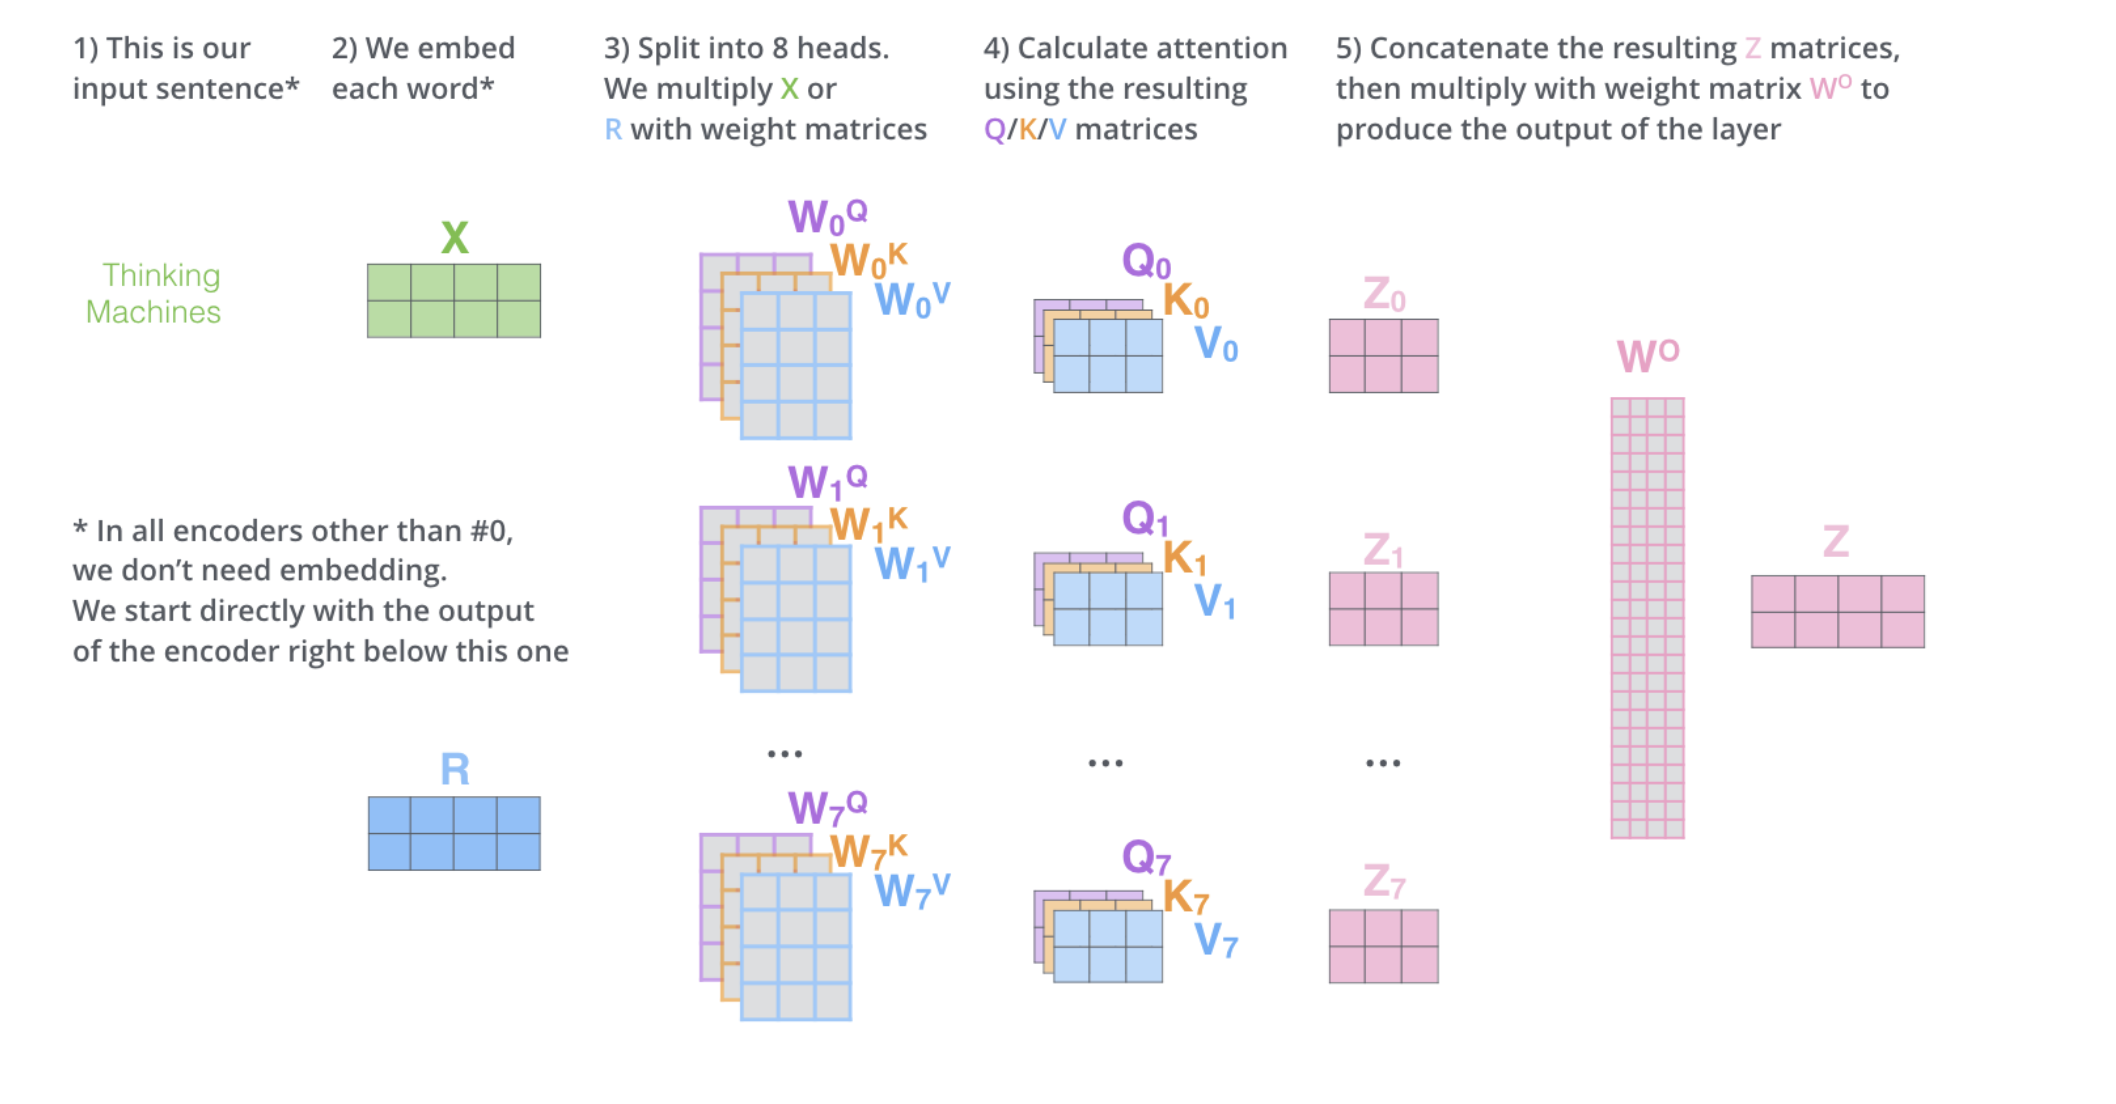 1) This is our
input sentence*
2) We embed
each word*
3) Split into 8 heads.
We multiply X or
R with weight matrices
4) Calculate attention
using the resulting
Q/K/V matrices
5) Concatenate the resulting Z matrices,
then multiply with weight matrix Wᴼ to
produce the output of the layer
Thinking
Machines
X
W₀Q
W₀K
W₀V
Q₀
K₀
V₀
Z₀
Wᴼ
* In all encoders other than #0,
we don’t need embedding.
We start directly with the output
of the encoder right below this one
W₁Q
W₁K
W₁V
Q₁
K₁
V₁
Z₁
Z
...
...
...
R
W₇Q
W₇K
W₇V
Q₇
K₇
V₇
Z₇